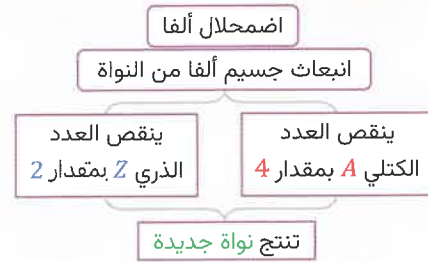 اضمحلال ألفا
انبعاث جسيم ألفا من النواة
ينقص العدد
الكتلي A بمقدار 4
ينقص العدد
الذري Z بمقدار 2
تنتج نواة جديدة